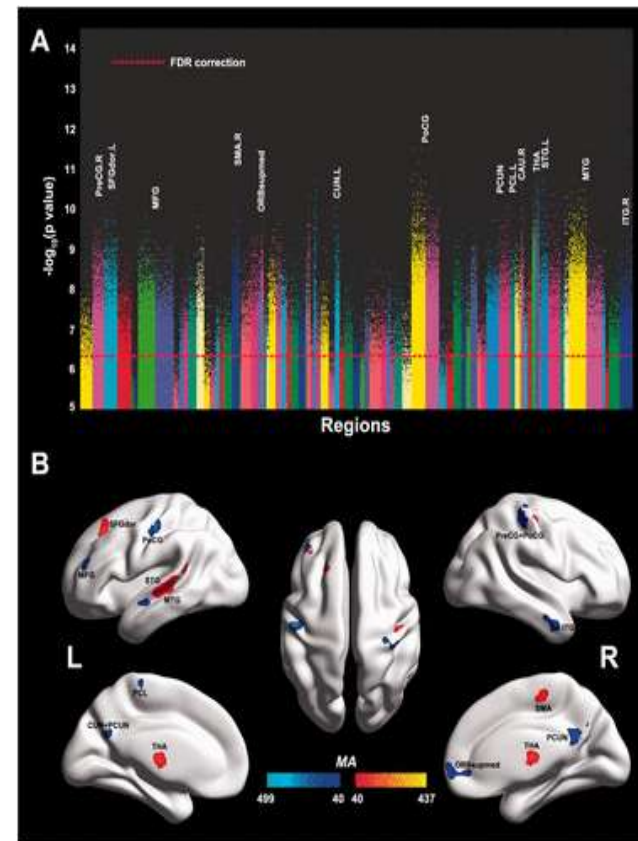 A
14
13
12
11
10
9
8
7
6
5
-log10(p value)
FDR correction
PreCG.R
SFGdor.L
MFG
SMA.R
ORBsupmed
CUN.L
PoCG
PCUN
PCL.L
CAU.R
THA
STG.L
MTG
ITG.R
Regions
B
SFGdor
PoCG
MFG
STG
MTG
PreCG+PoCG
ITG
L
R
PCL
CUN+PCUN
THA
SMA
PCUN
THA
ORBsupmed
MA
499 40 40 437